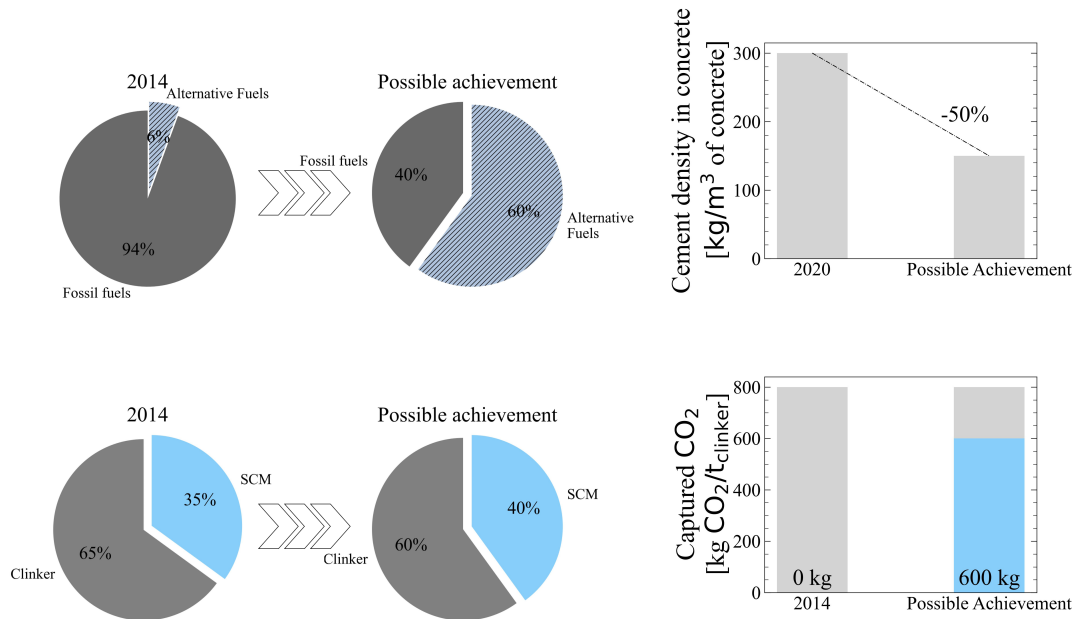 2014
Alternative Fuels
6%
94%
Fossil fuels
Possible achievement
Fossil fuels
40%
60%
Alternative
Fuels
Cement density in concrete
[kg/m³ of concrete]
300
200
100
0
-50%
2020
Possible Achievement
2014
SCM
35%
65%
Clinker
Possible achievement
SCM
40%
60%
Clinker
Captured CO₂
[kg CO₂/t_clinker]
800
600
400
200
0
0 kg
600 kg
2014
Possible Achievement